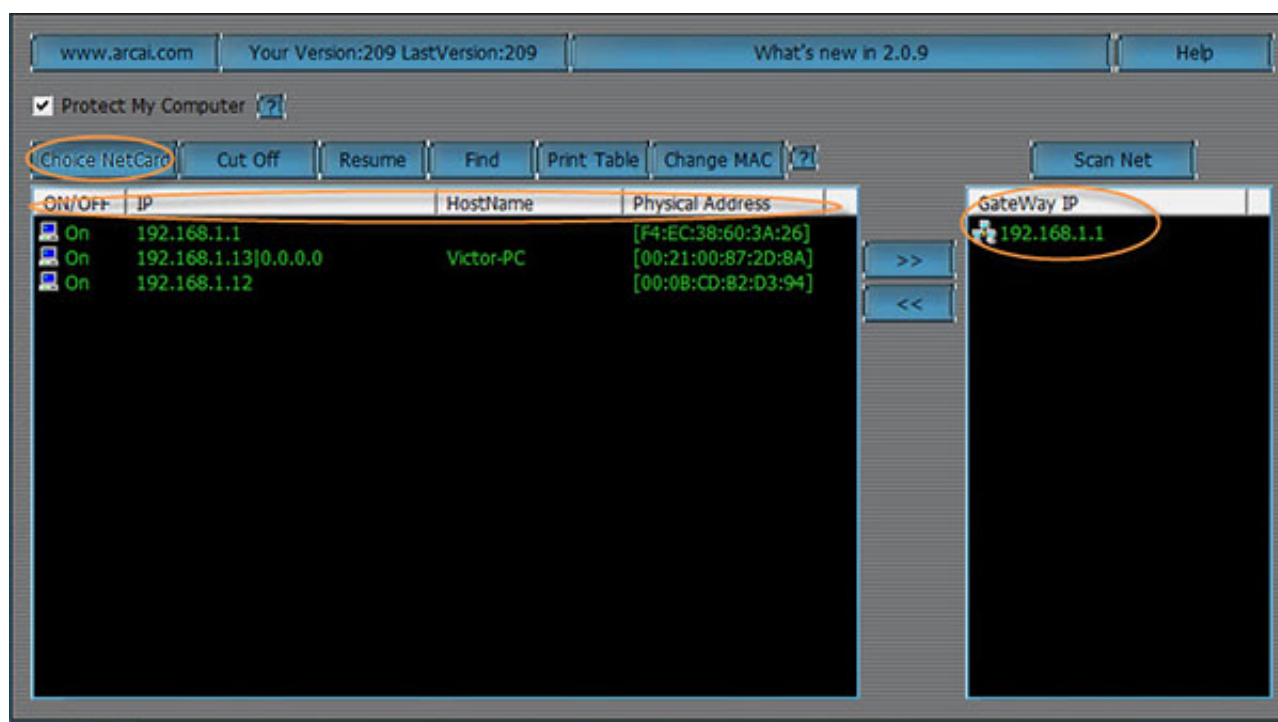 www.arcai.com Your Version:209 LastVersion:209 What's new in 2.0.9 Help
Protect My Computer [?]
Choice NetCard Cut Off Resume Find Print Table Change MAC [?] Scan Net
ON/OFF IP HostName Physical Address GateWay IP
On 192.168.1.1 [F4:EC:38:60:3A:26] 192.168.1.1
On 192.168.1.13|0.0.0.0 Victor-PC [00:21:00:87:2D:8A] >>
On 192.168.1.12 [00:0B:CD:B2:D3:94]
<<